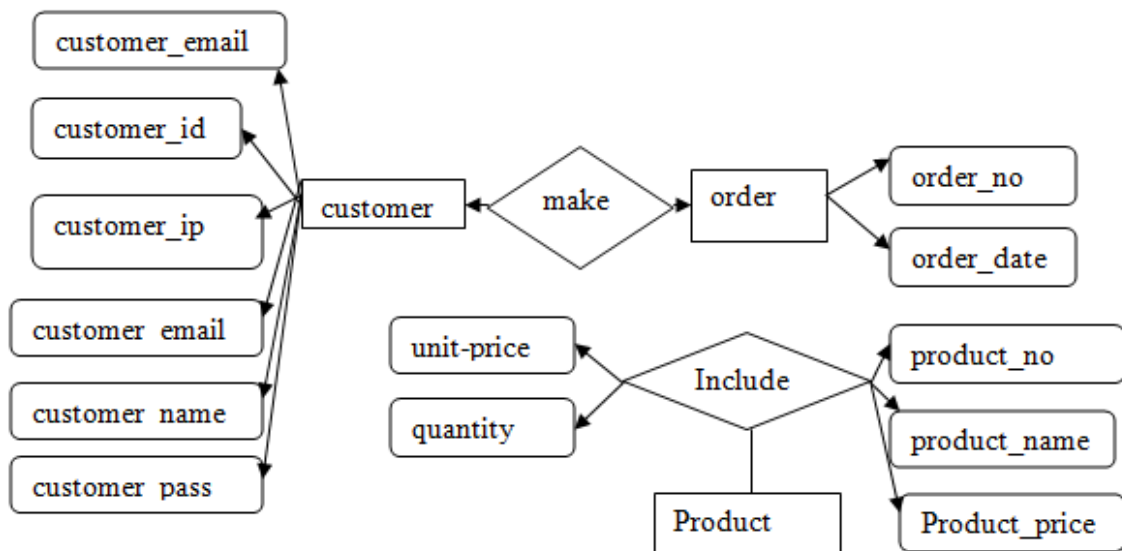 customer_email
customer_id
customer_ip
customer email
customer name
customer pass
customer
make
order
order_no
order_date
unit-price
quantity
Include
Product
product_no
product_name
Product_price